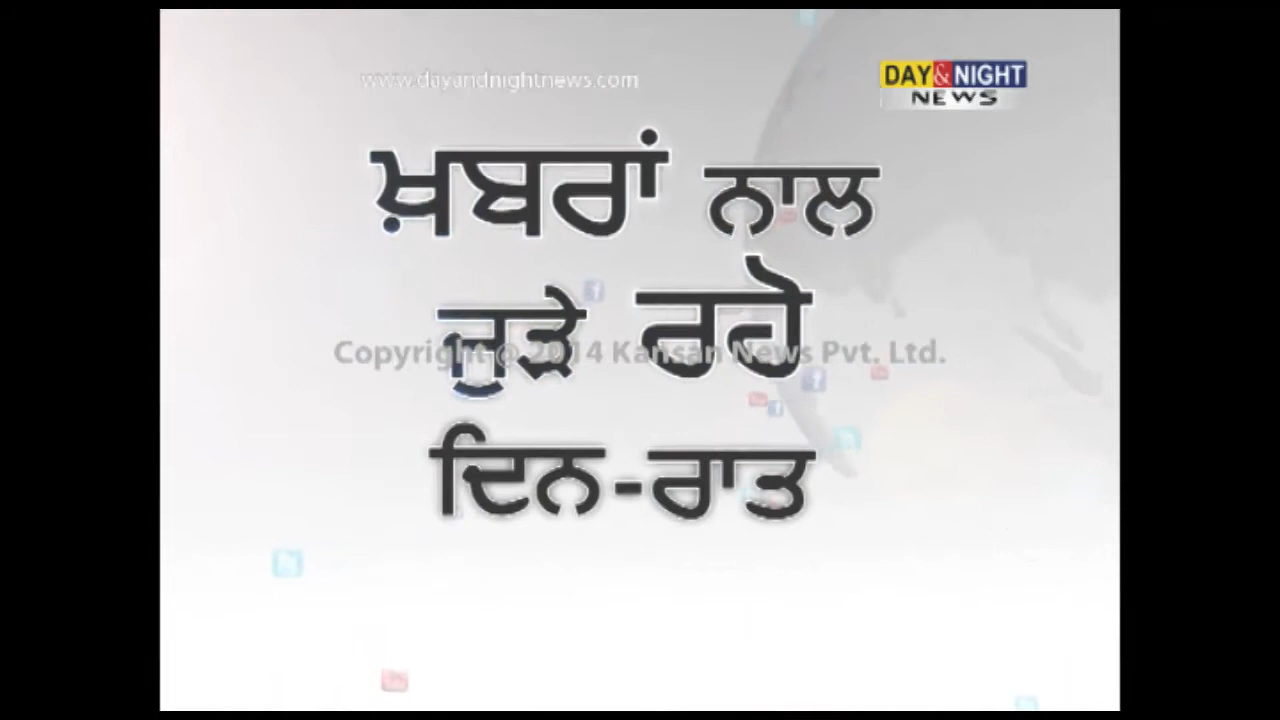 www.dayandnightnews.com
DAY & NIGHT
NEWS
ਖ਼ਬਰਾਂ ਨਾਲ
ਜੁੜੇ ਰਹੋ
Copyright @ 2014 Kansan News Pvt. Ltd.
ਦਿਨ-ਰਾਤ